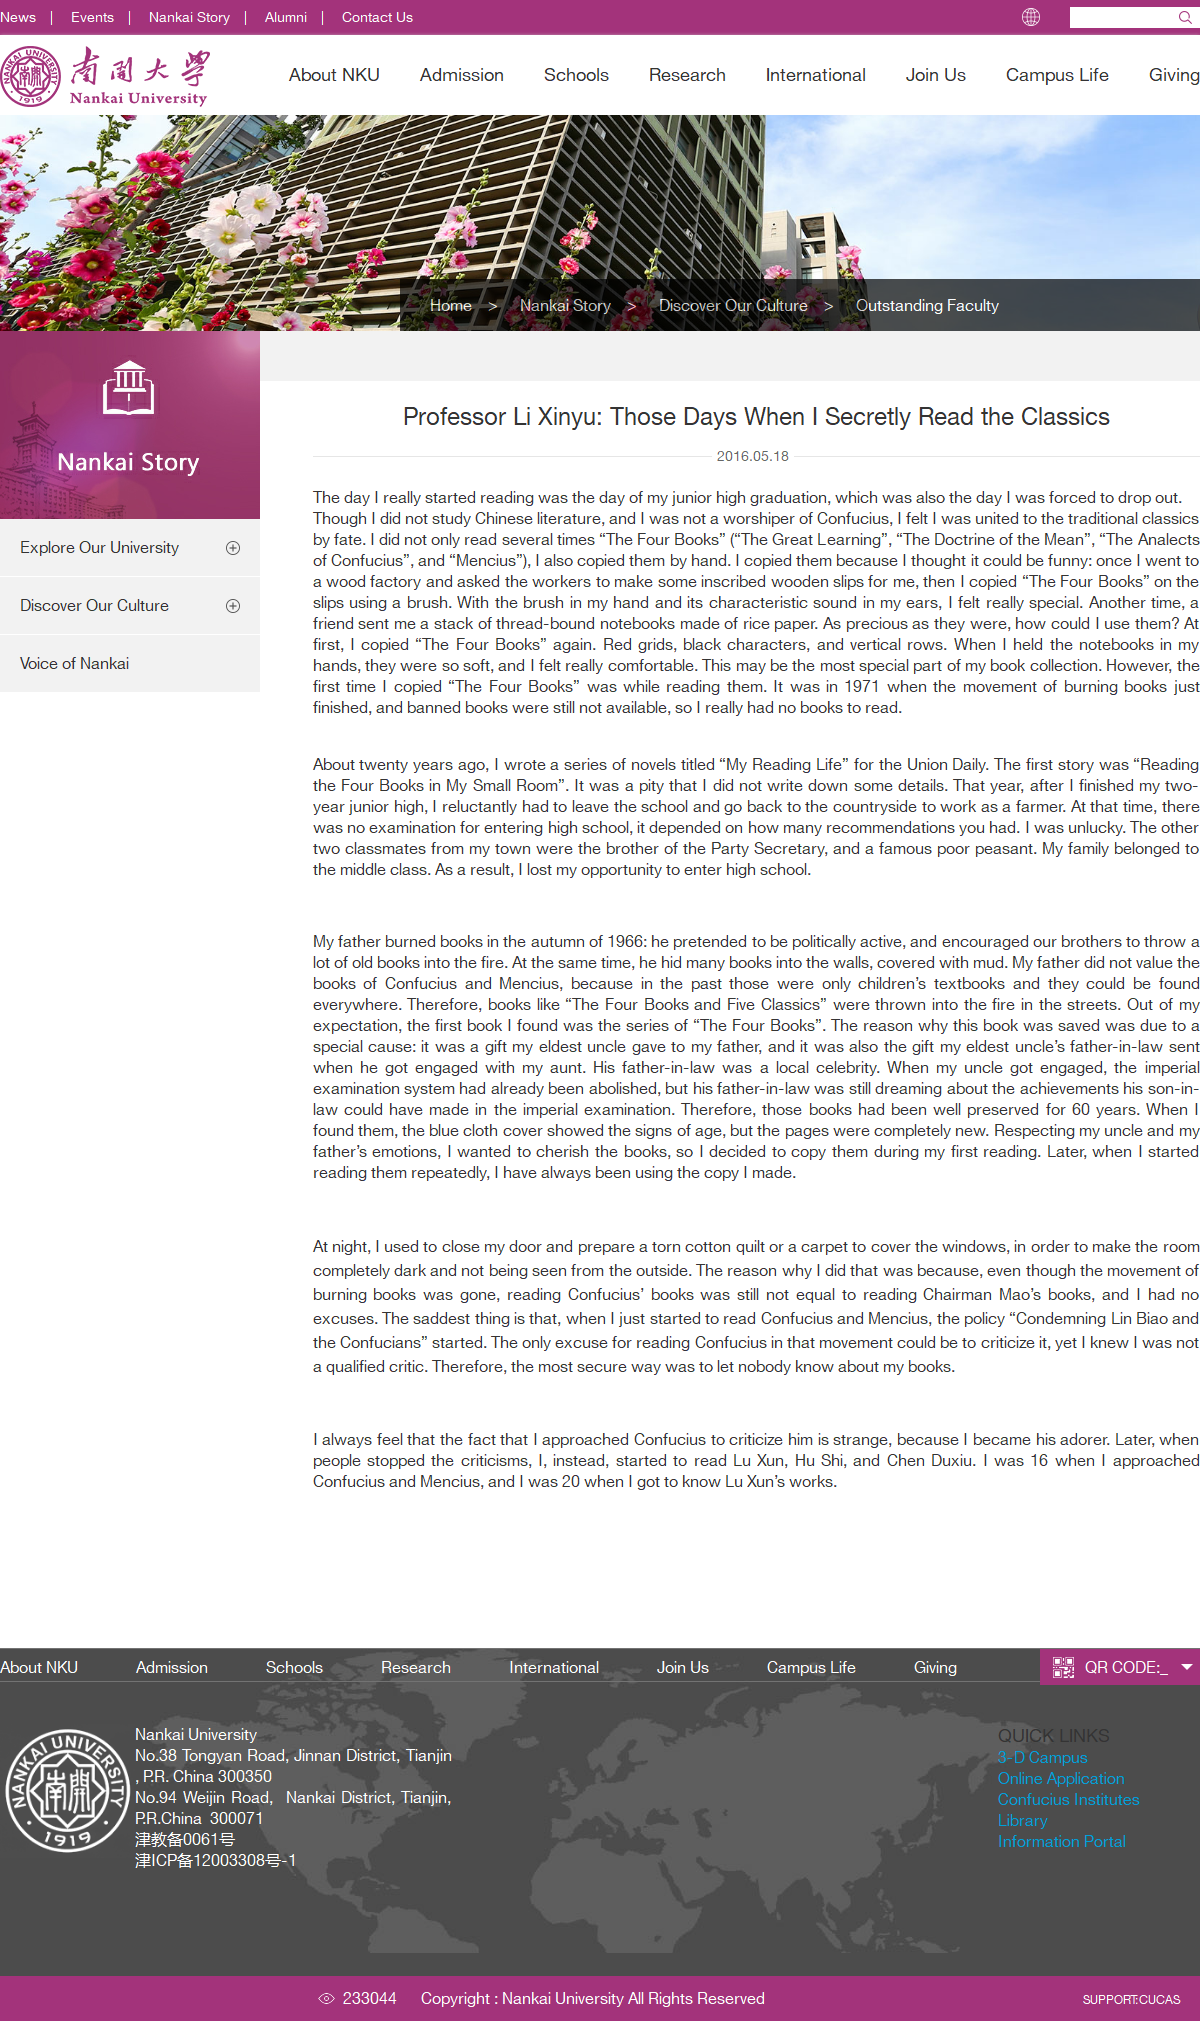 News | Events | Nankai Story | Alumni | Contact Us
NANKAI UNIVERSITY 1919
南開大學
Nankai University
About NKU Admission Schools Research International Join Us Campus Life Giving
Home > Nankai Story > Discover Our Culture > Outstanding Faculty
Nankai Story
Explore Our University
Discover Our Culture
Voice of Nankai
Professor Li Xinyu: Those Days When I Secretly Read the Classics
2016.05.18
The day I really started reading was the day of my junior high graduation, which was also the day I was forced to drop out.
Though I did not study Chinese literature, and I was not a worshiper of Confucius, I felt I was united to the traditional classics
by fate. I did not only read several times “The Four Books” (“The Great Learning”, “The Doctrine of the Mean”, “The Analects
of Confucius”, and “Mencius”), I also copied them by hand. I copied them because I thought it could be funny: once I went to
a wood factory and asked the workers to make some inscribed wooden slips for me, then I copied “The Four Books” on the
slips using a brush. With the brush in my hand and its characteristic sound in my ears, I felt really special. Another time, a
friend sent me a stack of thread-bound notebooks made of rice paper. As precious as they were, how could I use them? At
first, I copied “The Four Books” again. Red grids, black characters, and vertical rows. When I held the notebooks in my
hands, they were so soft, and I felt really comfortable. This may be the most special part of my book collection. However, the
first time I copied “The Four Books” was while reading them. It was in 1971 when the movement of burning books just
finished, and banned books were still not available, so I really had no books to read.
About twenty years ago, I wrote a series of novels titled “My Reading Life” for the Union Daily. The first story was “Reading
the Four Books in My Small Room”. It was a pity that I did not write down some details. That year, after I finished my two-
year junior high, I reluctantly had to leave the school and go back to the countryside to work as a farmer. At that time, there
was no examination for entering high school, it depended on how many recommendations you had. I was unlucky. The other
two classmates from my town were the brother of the Party Secretary, and a famous poor peasant. My family belonged to
the middle class. As a result, I lost my opportunity to enter high school.
My father burned books in the autumn of 1966: he pretended to be politically active, and encouraged our brothers to throw a
lot of old books into the fire. At the same time, he hid many books into the walls, covered with mud. My father did not value the
books of Confucius and Mencius, because in the past those were only children’s textbooks and they could be found
everywhere. Therefore, books like “The Four Books and Five Classics” were thrown into the fire in the streets. Out of my
expectation, the first book I found was the series of “The Four Books”. The reason why this book was saved was due to a
special cause: it was a gift my eldest uncle gave to my father, and it was also the gift my eldest uncle’s father-in-law sent
when he got engaged with my aunt. His father-in-law was a local celebrity. When my uncle got engaged, the imperial
examination system had already been abolished, but his father-in-law was still dreaming about the achievements his son-in-
law could have made in the imperial examination. Therefore, those books had been well preserved for 60 years. When I
found them, the blue cloth cover showed the signs of age, but the pages were completely new. Respecting my uncle and my
father’s emotions, I wanted to cherish the books, so I decided to copy them during my first reading. Later, when I started
reading them repeatedly, I have always been using the copy I made.
At night, I used to close my door and prepare a torn cotton quilt or a carpet to cover the windows, in order to make the room
completely dark and not being seen from the outside. The reason why I did that was because, even though the movement of
burning books was gone, reading Confucius’ books was still not equal to reading Chairman Mao’s books, and I had no
excuses. The saddest thing is that, when I just started to read Confucius and Mencius, the policy “Condemning Lin Biao and
the Confucians” started. The only excuse for reading Confucius in that movement could be to criticize it, yet I knew I was not
a qualified critic. Therefore, the most secure way was to let nobody know about my books.
I always feel that the fact that I approached Confucius to criticize him is strange, because I became his adorer. Later, when
people stopped the criticisms, I, instead, started to read Lu Xun, Hu Shi, and Chen Duxiu. I was 16 when I approached
Confucius and Mencius, and I was 20 when I got to know Lu Xun’s works.
About NKU Admission Schools Research International Join Us Campus Life Giving QR CODE:_
NANKAI UNIVERSITY 南開 1919
Nankai University
No.38 Tongyan Road, Jinnan District, Tianjin
, P.R. China 300350
No.94 Weijin Road, Nankai District, Tianjin,
P.R.China 300071
津教备0061号
津ICP备12003308号-1
QUICK LINKS
3-D Campus
Online Application
Confucius Institutes
Library
Information Portal
233044 Copyright : Nankai University All Rights Reserved
SUPPORT:CUCAS